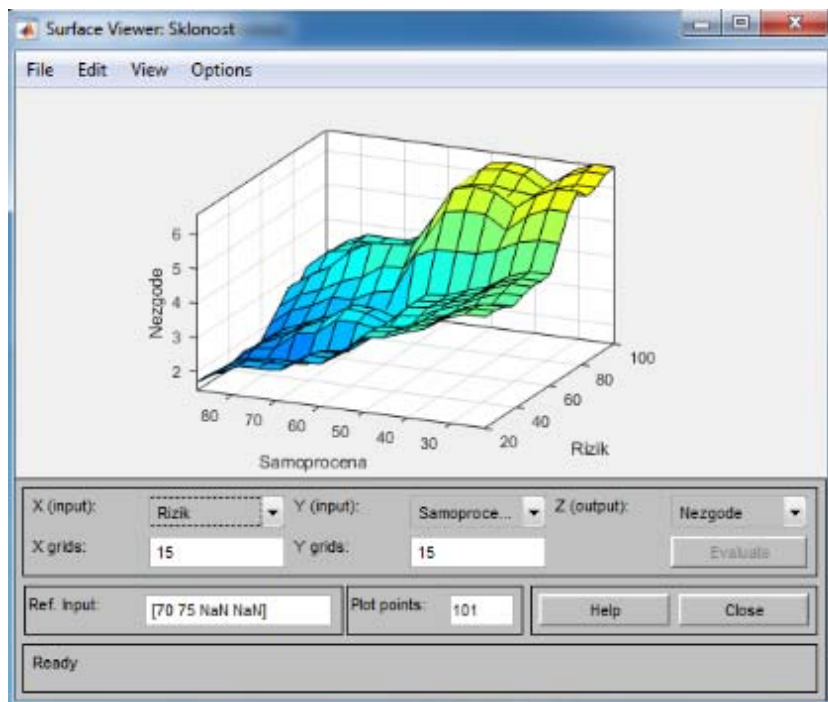 Surface Viewer: Sklonost
File Edit View Options
6
5
4
3
2
Nezgode
80 70 60 50 40 30
Samoprocena
20 40 60 80 100
Rizik
X (input): Rizik Y (input): Samoproce... Z (output): Nezgode
X grids: 15 Y grids: 15 Evaluate
Ref. Input: [70 75 NaN NaN] Plot points: 101 Help Close
Ready